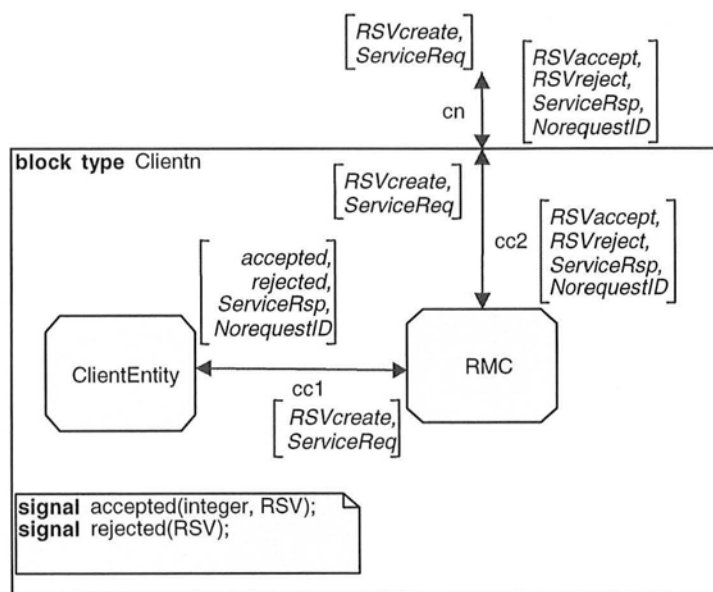 RSVcreate,
ServiceReq
cn
RSVaccept,
RSVreject,
ServiceRsp,
NorequestID
block type Clientn
RSVcreate,
ServiceReq
cc2
RSVaccept,
RSVreject,
ServiceRsp,
NorequestID
accepted,
rejected,
ServiceRsp,
NorequestID
ClientEntity
RMC
cc1
RSVcreate,
ServiceReq
signal accepted(integer, RSV);
signal rejected(RSV);